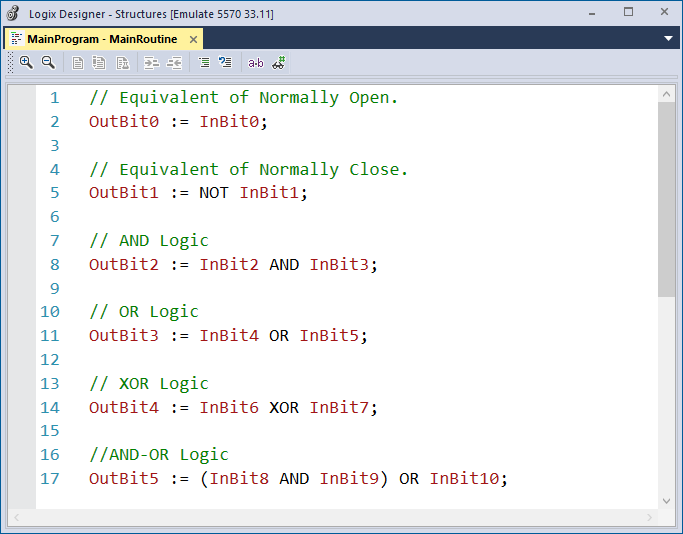 Logix Designer - Structures [Emulate 5570 33.11]
MainProgram - MainRoutine
a+b
1 // Equivalent of Normally Open.
2 OutBit0 := InBit0;
3
4 // Equivalent of Normally Close.
5 OutBit1 := NOT InBit1;
6
7 // AND Logic
8 OutBit2 := InBit2 AND InBit3;
9
10 // OR Logic
11 OutBit3 := InBit4 OR InBit5;
12
13 // XOR Logic
14 OutBit4 := InBit6 XOR InBit7;
15
16 //AND-OR Logic
17 OutBit5 := (InBit8 AND InBit9) OR InBit10;